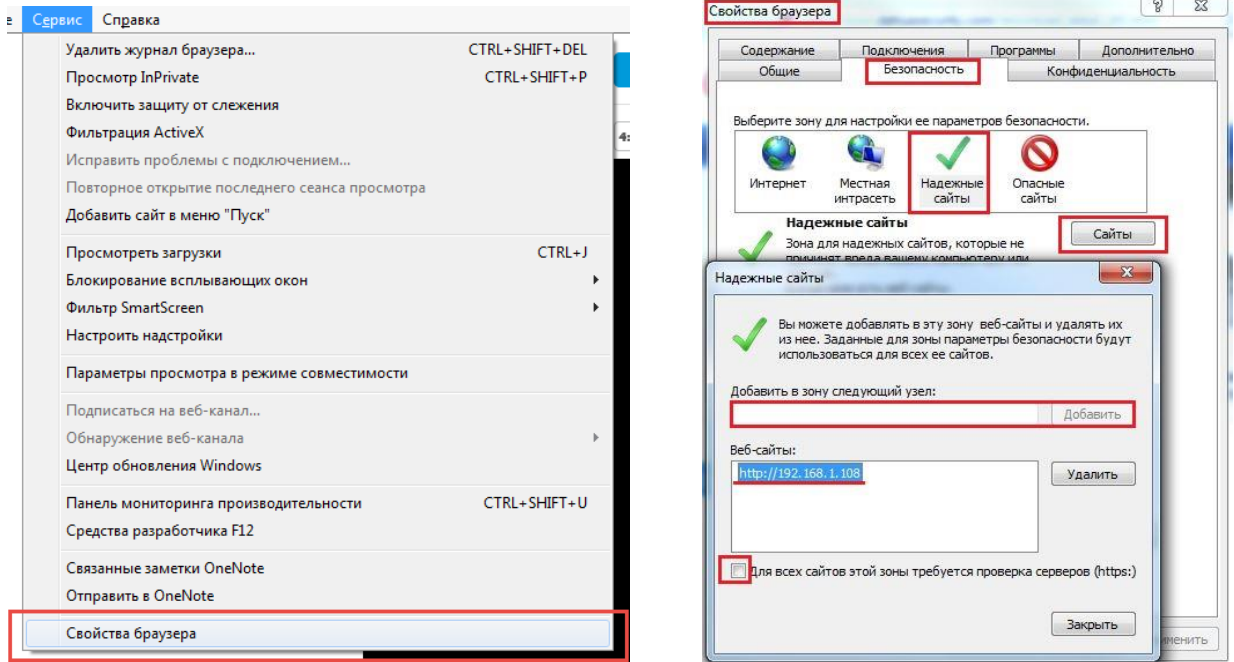 Сервис Справка
Удалить журнал браузера... CTRL+SHIFT+DEL
Просмотр InPrivate CTRL+SHIFT+P
Включить защиту от слежения
Фильтрация ActiveX
Исправить проблемы с подключением...
Повторное открытие последнего сеанса просмотра
Добавить сайт в меню "Пуск"
Просмотреть загрузки CTRL+J
Блокирование всплывающих окон
Фильтр SmartScreen
Настроить надстройки
Параметры просмотра в режиме совместимости
Подписаться на веб-канал...
Обнаружение веб-канала
Центр обновления Windows
Панель мониторинга производительности CTRL+SHIFT+U
Средства разработчика F12
Связанные заметки OneNote
Отправить в OneNote
Свойства браузера
Свойства браузера
Содержание Подключения Программы Дополнительно
Общие Безопасность Конфиденциальность
Выберите зону для настройки ее параметров безопасности.
Интернет Местная интрасеть Надежные сайты Опасные сайты
Надежные сайты
Сайты
Зона для надежных сайтов, которые не
причинят вреда вашему компьютеру или
Надежные сайты
Вы можете добавлять в эту зону веб-сайты и удалять их
из нее. Заданные для зоны параметры безопасности будут
использоваться для всех ее сайтов.
Добавить в зону следующий узел:
Добавить
Веб-сайты:
http://192.168.1.108
Удалить
Для всех сайтов этой зоны требуется проверка серверов (https:)
Закрыть